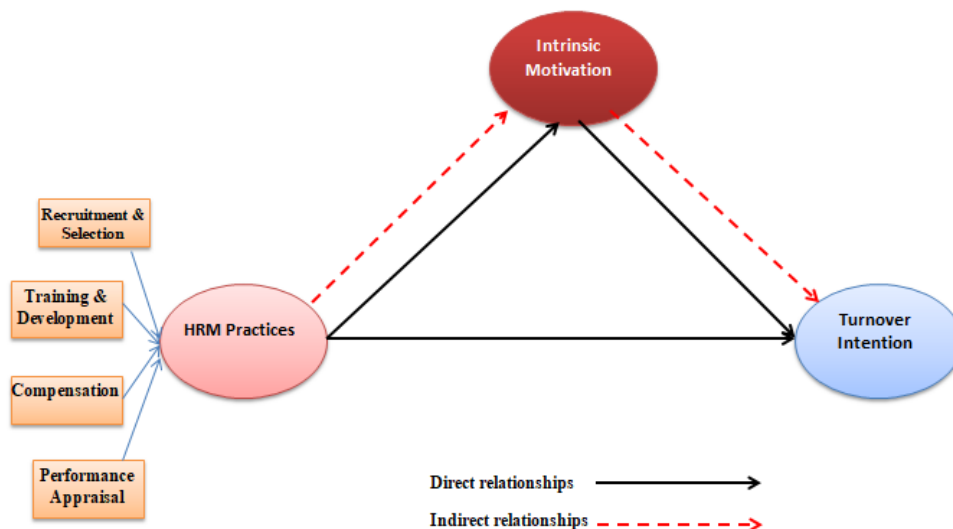 Intrinsic
Motivation
Recruitment &
Selection
Training &
Development
HRM Practices
Turnover
Intention
Compensation
Performance
Appraisal
Direct relationships
Indirect relationships